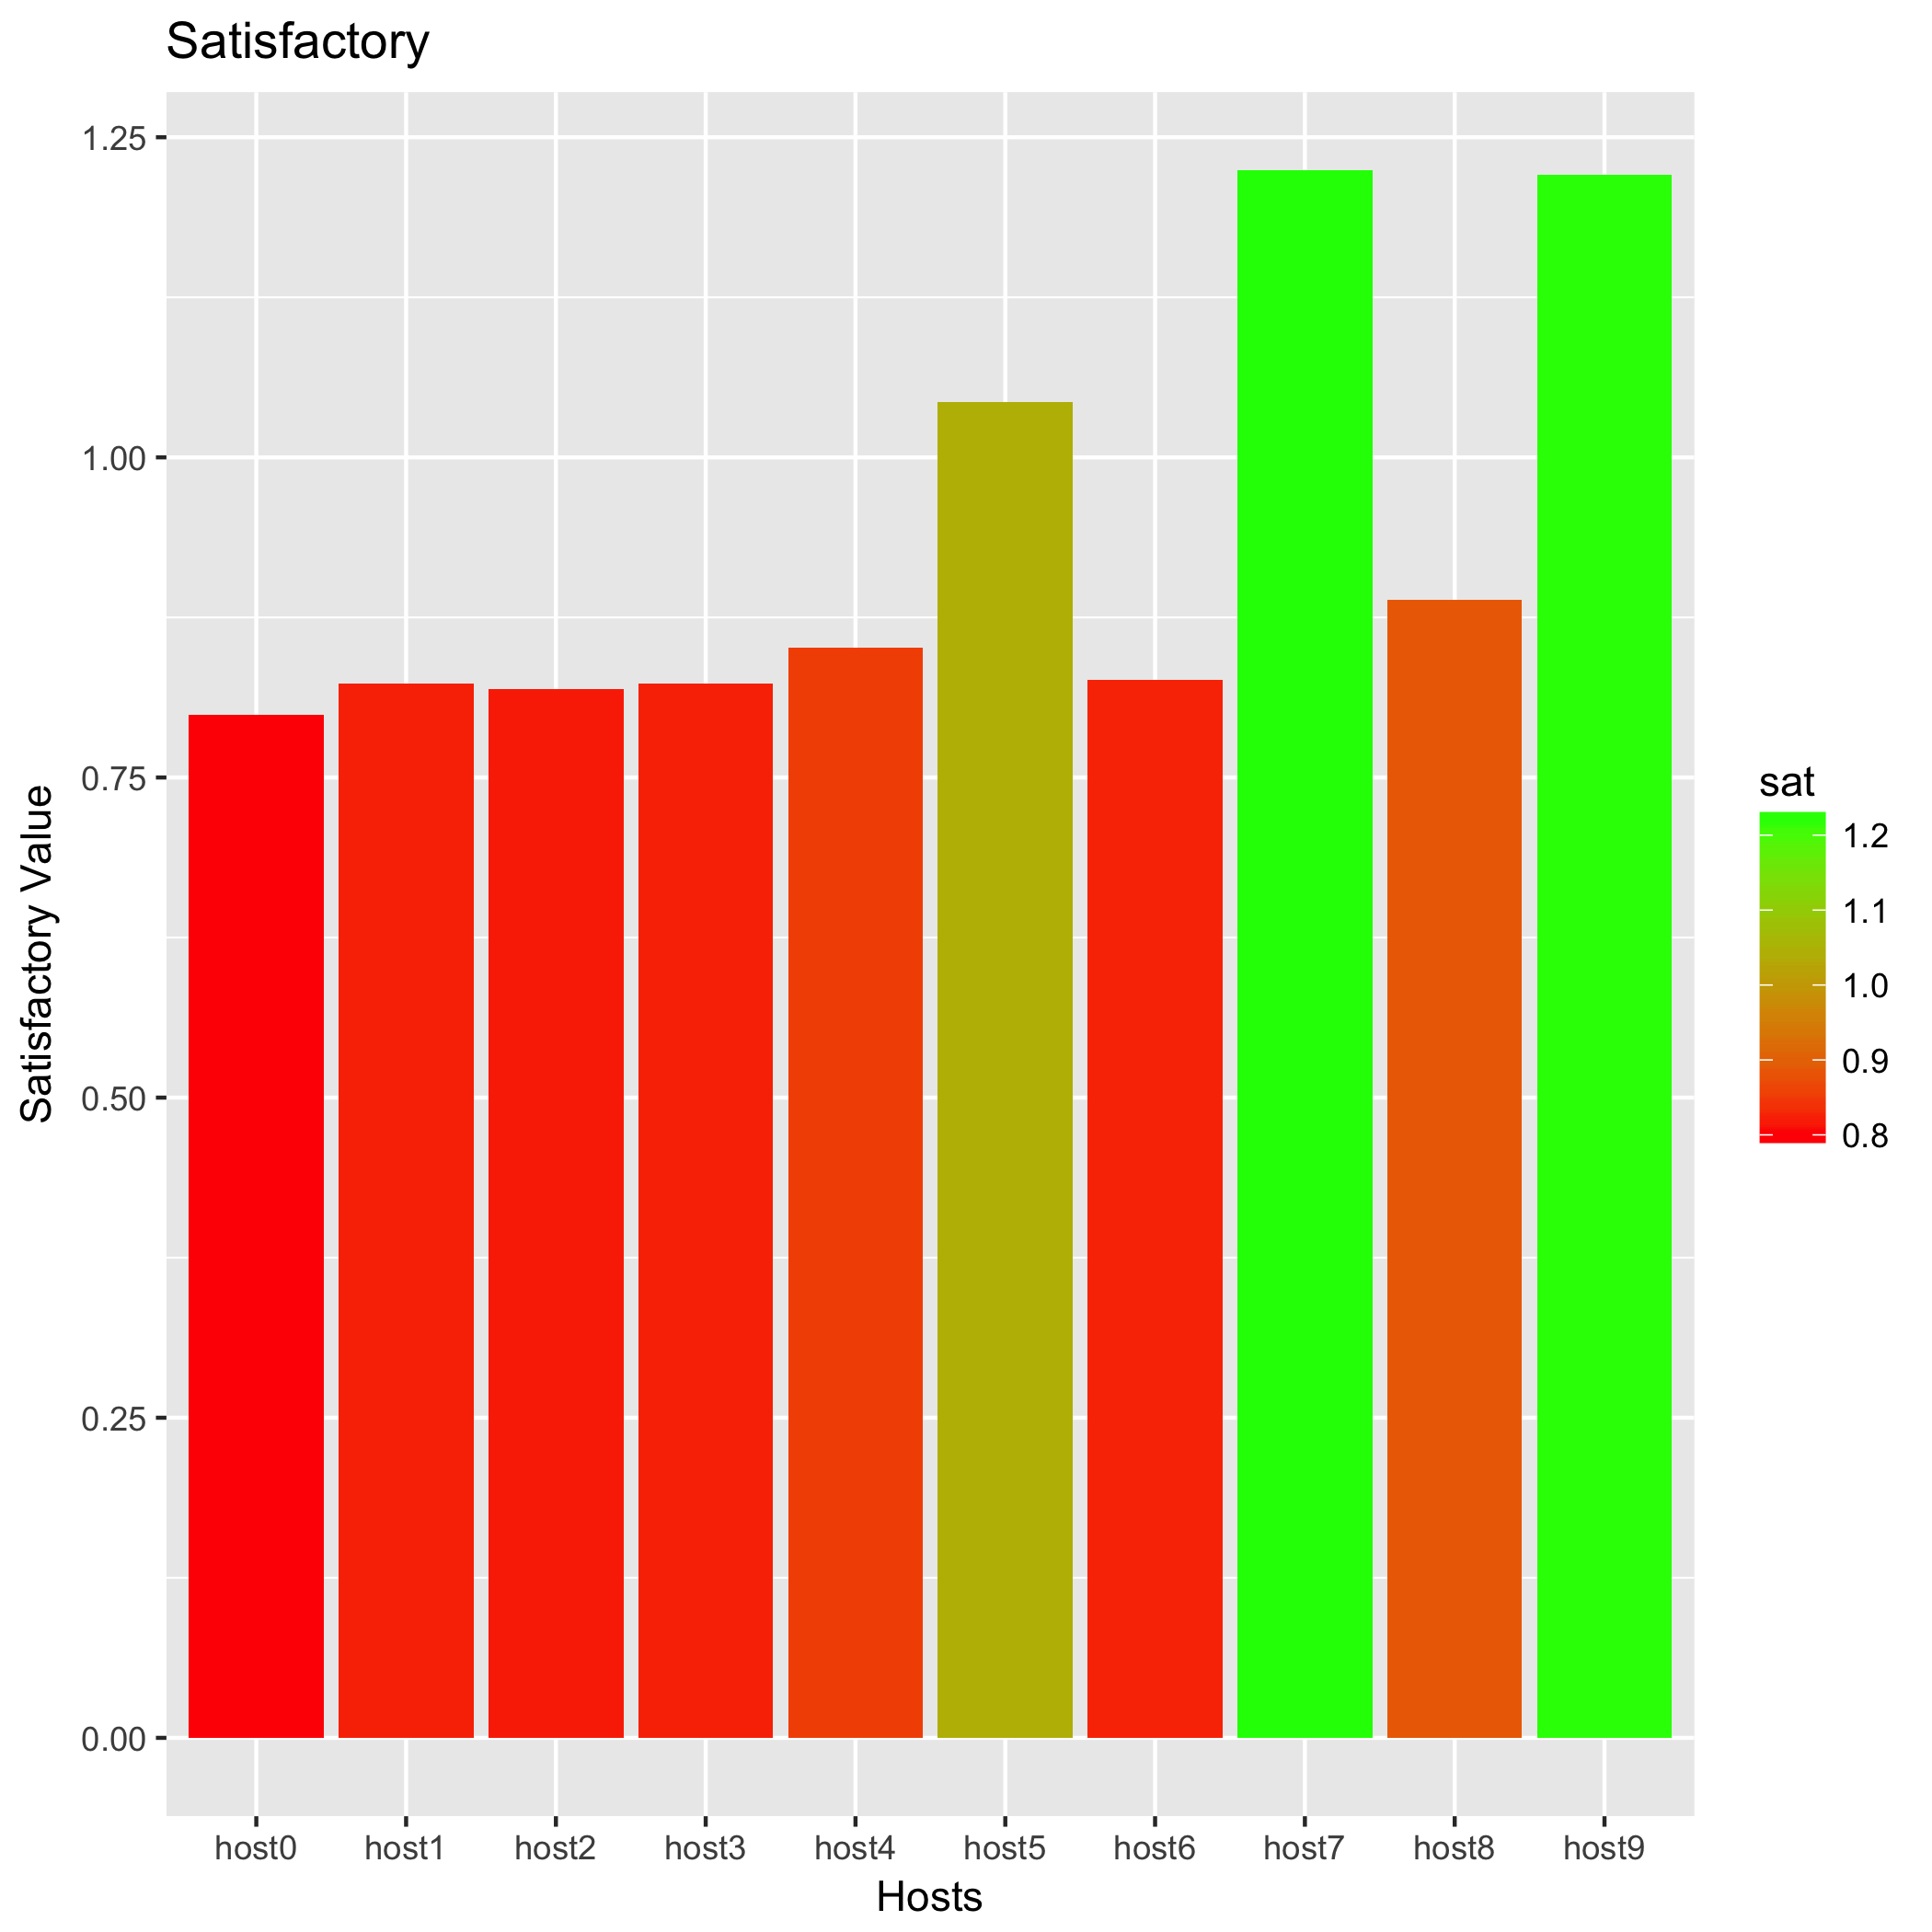 Satisfactory
Satisfactory Value
1.25
1.00
0.75
0.50
0.25
0.00
host0 host1 host2 host3 host4 host5 host6 host7 host8 host9
Hosts
sat
1.2
1.1
1.0
0.9
0.8